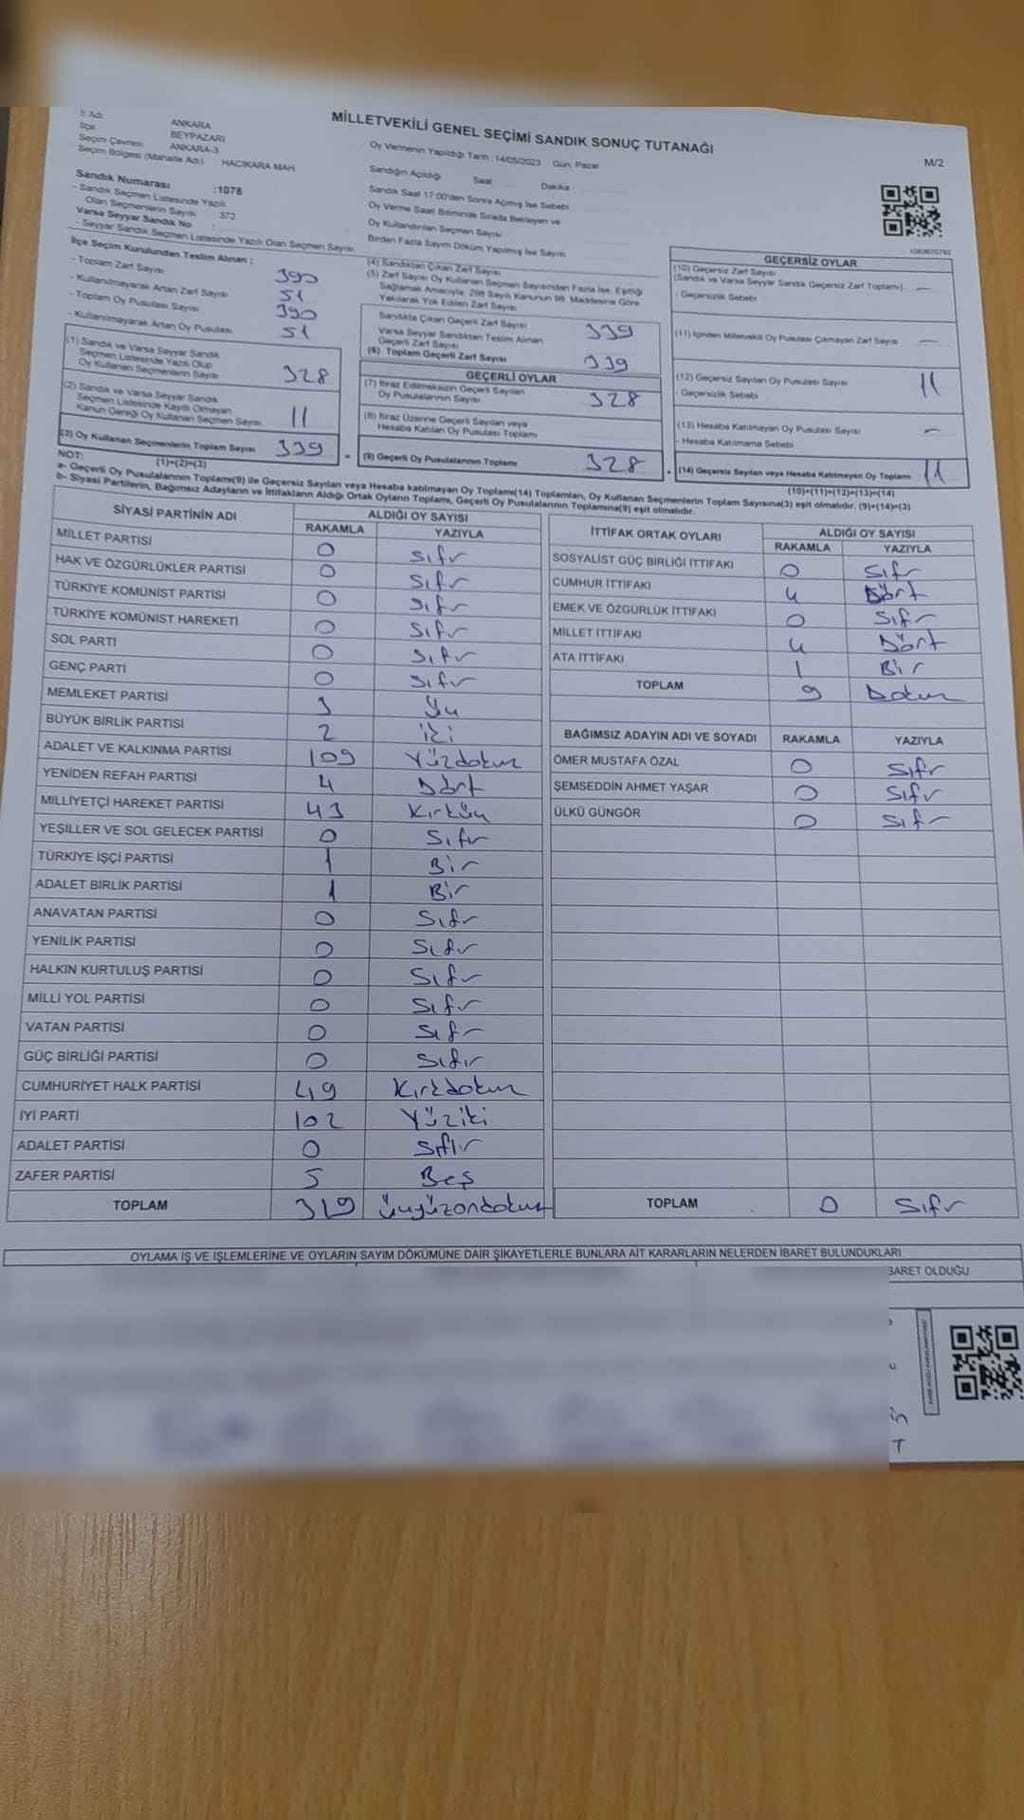 MİLLETVEKİLİ GENEL SEÇİMİ SANDIK SONUÇ TUTANAĞI
M/2
İl Adı ANKARA
İlçe BEYPAZARI
Seçim Çevresi ANKARA-3
Seçim Bölgesi (Mahalle Adı) HACIKARA MAH
Sandık Numarası :1078
- Sandık Seçmen Listesinde Yazılı
Olan Seçmenlerin Sayısı 372
Varsa Seyyar Sandık No :
- Seyyar Sandık Seçmen Listesinde Yazılı Olan Seçmen Sayısı
Oy Vermenin Yapıldığı Tarih :14/05/2023 Gün: Pazar
Sandığın Açıldığı Saat Dakika
Sandık Saat 17:00'den Sonra Açılmış İse Sebebi
Oy Verme Saati Bitiminde Sırada Bekleyen ve
Oy Kullandırılan Seçmen Sayısı
Birden Fazla Sayım Döküm Yapılmış İse Sayısı
İlçe Seçim Kurulundan Teslim Alınan :
- Toplam Zarf Sayısı 390
- Kullanılmayarak Artan Zarf Sayısı 51
- Toplam Oy Pusulası Sayısı 390
- Kullanılmayarak Artan Oy Pusulası 51
(1) Sandık ve Varsa Seyyar Sandık
Seçmen Listesinde Yazılı Olup
Oy Kullanan Seçmenlerin Sayısı 328
(2) Sandık ve Varsa Seyyar Sandık
Seçmen Listesinde Kayıtlı Olmayan
Kanun Gereği Oy Kullanan Seçmen Sayısı 11
(3) Oy Kullanan Seçmenlerin Toplam Sayısı 339
(1)+(2)=(3)
(4) Sandıktan Çıkan Zarf Sayısı
(5) Zarf Sayısı Oy Kullanan Seçmen Sayısından Fazla İse, Eşitliği
Sağlamak Amacıyla, 298 Sayılı Kanunun 98. Maddesine Göre
Yakılarak Yok Edilen Zarf Sayısı
Sandıkta Çıkan Geçerli Zarf Sayısı 339
Varsa Seyyar Sandıktan Teslim Alınan
Geçerli Zarf Sayısı
(6) Toplam Geçerli Zarf Sayısı 339
GEÇERLİ OYLAR
(7) İtiraz Edilmeksizin Geçerli Sayılan
Oy Pusulalarının Sayısı 328
(8) İtiraz Üzerine Geçerli Sayılan veya
Hesaba Katılan Oy Pusulası Toplamı
= (9) Geçerli Oy Pusulalarının Toplamı 328
GEÇERSİZ OYLAR
(10) Geçersiz Zarf Sayısı
(Sandık ve Varsa Seyyar Sandık Geçersiz Zarf Toplamı) —
- Geçersizlik Sebebi
(11) İçinden Milletvekili Oy Pusulası Çıkmayan Zarf Sayısı —
(12) Geçersiz Sayılan Oy Pusulası Sayısı 11
- Geçersizlik Sebebi
(13) Hesaba Katılmayan Oy Pusulası Sayısı —
- Hesaba Katılmama Sebebi
+ (14) Geçersiz Sayılan veya Hesaba Katılmayan Oy Toplamı 11
(10)+(11)+(12)+(13)=(14)
NOT:
a- Geçerli Oy Pusulalarının Toplamı(9) ile Geçersiz Sayılan veya Hesaba katılmayan Oy Toplamı(14) Toplamları, Oy Kullanan Seçmenlerin Toplam Sayısına(3) eşit olmalıdır. (9)+(14)=(3)
b- Siyasi Partilerin, Bağımsız Adayların ve İttifakların Aldığı Ortak Oyların Toplamı, Geçerli Oy Pusulalarının Toplamına(9) eşit olmalıdır.
SİYASİ PARTİNİN ADI ALDIĞI OY SAYISI
RAKAMLA YAZIYLA
MİLLET PARTİSİ 0 Sıfır
HAK VE ÖZGÜRLÜKLER PARTİSİ 0 Sıfır
TÜRKİYE KOMÜNİST PARTİSİ 0 Sıfır
TÜRKİYE KOMÜNİST HAREKETİ 0 Sıfır
SOL PARTİ 0 Sıfır
GENÇ PARTİ 0 Sıfır
MEMLEKET PARTİSİ 3 Üç
BÜYÜK BİRLİK PARTİSİ 2 İki
ADALET VE KALKINMA PARTİSİ 109 Yüzdokuz
YENİDEN REFAH PARTİSİ 4 Dört
MİLLİYETÇİ HAREKET PARTİSİ 43 Kırküç
YEŞİLLER VE SOL GELECEK PARTİSİ 0 Sıfır
TÜRKİYE İŞÇİ PARTİSİ 1 Bir
ADALET BİRLİK PARTİSİ 1 Bir
ANAVATAN PARTİSİ 0 Sıfır
YENİLİK PARTİSİ 0 Sıfır
HALKIN KURTULUŞ PARTİSİ 0 Sıfır
MİLLİ YOL PARTİSİ 0 Sıfır
VATAN PARTİSİ 0 Sıfır
GÜÇ BİRLİĞİ PARTİSİ 0 Sıfır
CUMHURİYET HALK PARTİSİ 49 Kırkdokuz
İYİ PARTİ 102 Yüziki
ADALET PARTİSİ 0 Sıfır
ZAFER PARTİSİ 5 Beş
TOPLAM 319 Üçyüzondokuz
İTTİFAK ORTAK OYLARI ALDIĞI OY SAYISI
RAKAMLA YAZIYLA
SOSYALİST GÜÇ BİRLİĞİ İTTİFAKI 0 Sıfır
CUMHUR İTTİFAKI 4 Dört
EMEK VE ÖZGÜRLÜK İTTİFAKI 0 Sıfır
MİLLET İTTİFAKI 4 Dört
ATA İTTİFAKI 1 Bir
TOPLAM 9 Dokuz
BAĞIMSIZ ADAYIN ADI VE SOYADI RAKAMLA YAZIYLA
ÖMER MUSTAFA ÖZAL 0 Sıfır
ŞEMSEDDİN AHMET YAŞAR 0 Sıfır
ÜLKÜ GÜNGÖR 0 Sıfır
TOPLAM 0 Sıfır
OYLAMA İŞ VE İŞLEMLERİNE VE OYLARIN SAYIM DÖKÜMÜNE DAİR ŞİKAYETLERLE BUNLARA AİT KARARLARIN NELERDEN İBARET BULUNDUKLARI
BARET OLDUĞU